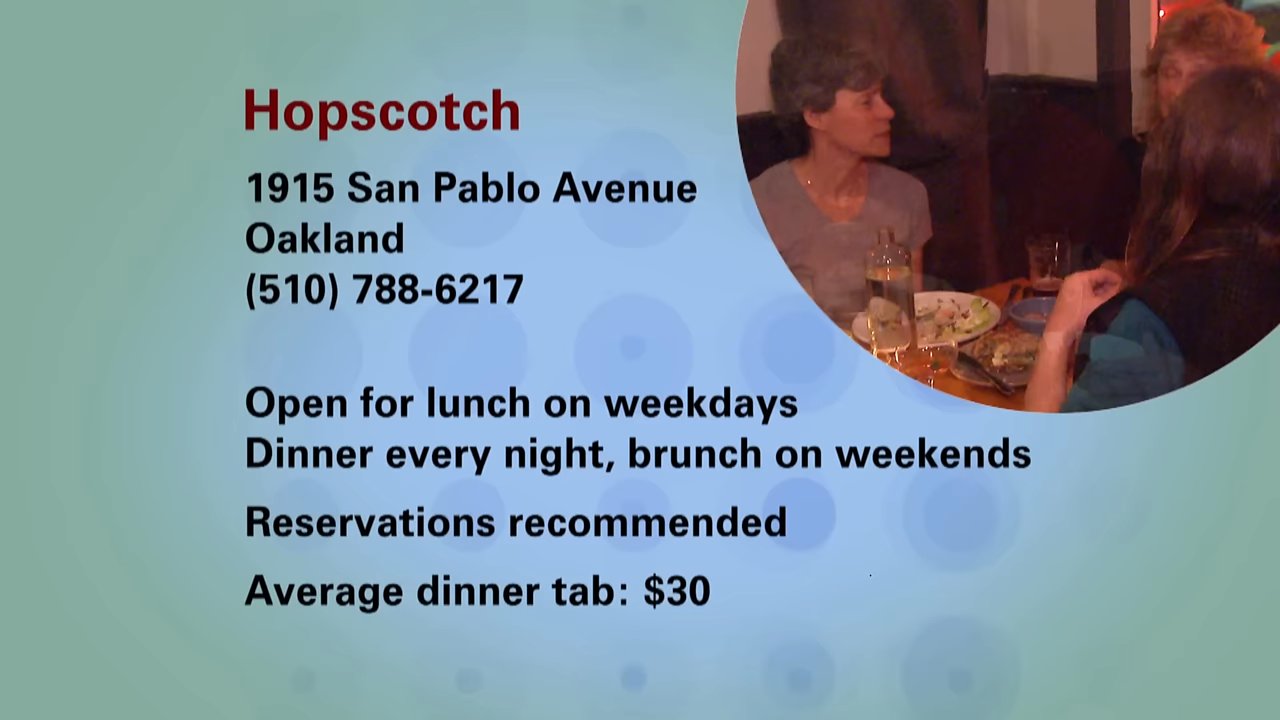 Hopscotch
1915 San Pablo Avenue
Oakland
(510) 788-6217
Open for lunch on weekdays
Dinner every night, brunch on weekends
Reservations recommended
Average dinner tab: $30